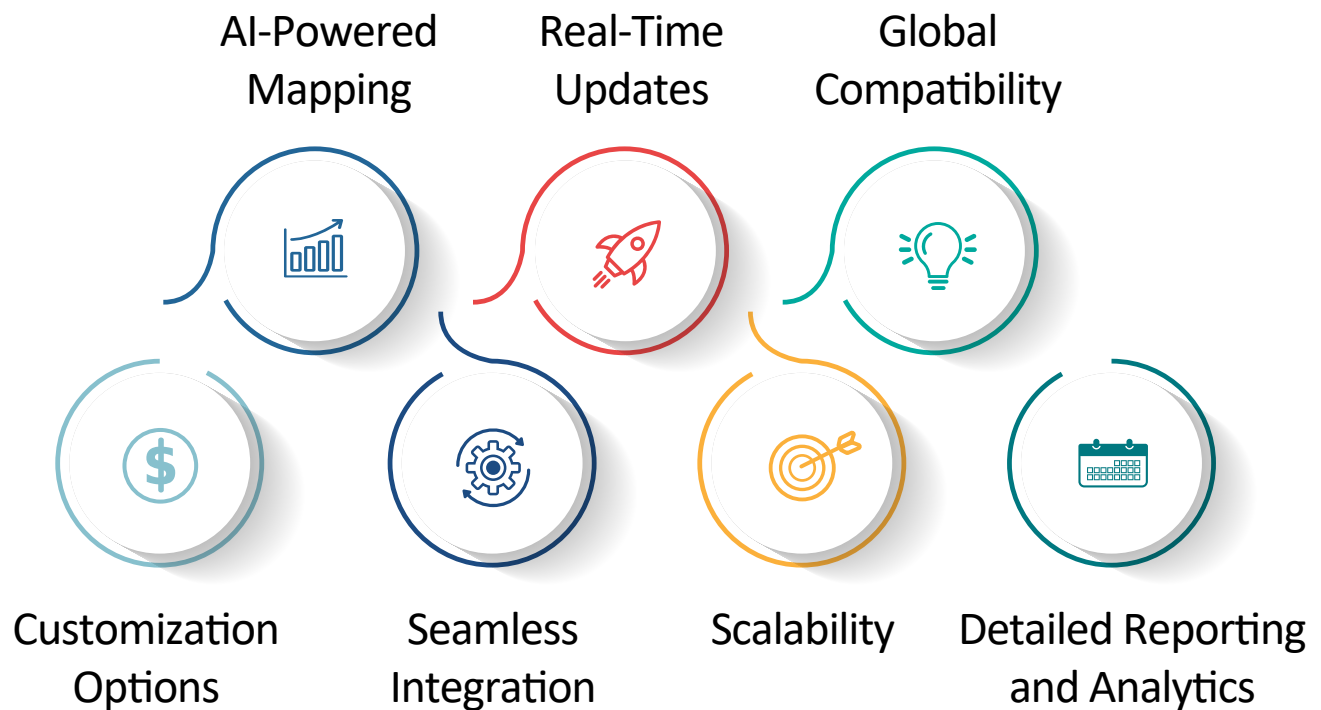 AI-Powered
Mapping
Real-Time
Updates
Global
Compatibility
$
Customization
Options
Seamless
Integration
Scalability
Detailed Reporting
and Analytics